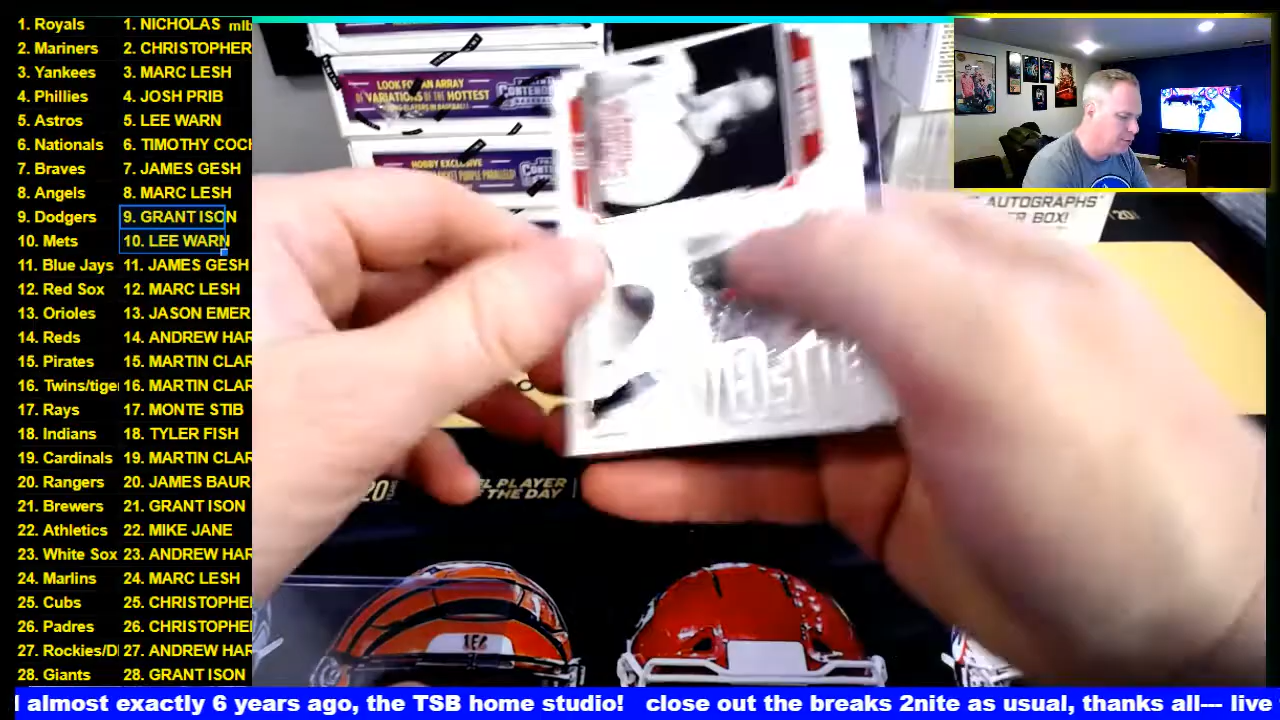 1. Royals 1. NICHOLAS mlb
2. Mariners 2. CHRISTOPHER
3. Yankees 3. MARC LESH
4. Phillies 4. JOSH PRIB
5. Astros 5. LEE WARN
6. Nationals 6. TIMOTHY COCH
7. Braves 7. JAMES GESH
8. Angels 8. MARC LESH
9. Dodgers 9. GRANT ISON
10. Mets 10. LEE WARN
11. Blue Jays 11. JAMES GESH
12. Red Sox 12. MARC LESH
13. Orioles 13. JASON EMER
14. Reds 14. ANDREW HAR
15. Pirates 15. MARTIN CLAR
16. Twins/tige 16. MARTIN CLAR
17. Rays 17. MONTE STIB
18. Indians 18. TYLER FISH
19. Cardinals 19. MARTIN CLAR
20. Rangers 20. JAMES BAUR
21. Brewers 21. GRANT ISON
22. Athletics 22. MIKE JANE
23. White Sox 23. ANDREW HAR
24. Marlins 24. MARC LESH
25. Cubs 25. CHRISTOPHE
26. Padres 26. CHRISTOPHE
27. Rockies/D 27. ANDREW HAR
28. Giants 28. GRANT ISON
LOOK FOR AN ARRAY
OF VARIATIONS OF THE HOTTEST
HOBBY EXCLUSIVE
AUTOGRAPHS
ER BOX!
20
EL PLAYER
F THE DAY
almost exactly 6 years ago, the TSB home studio! close out the breaks 2nite as usual, thanks all--- live